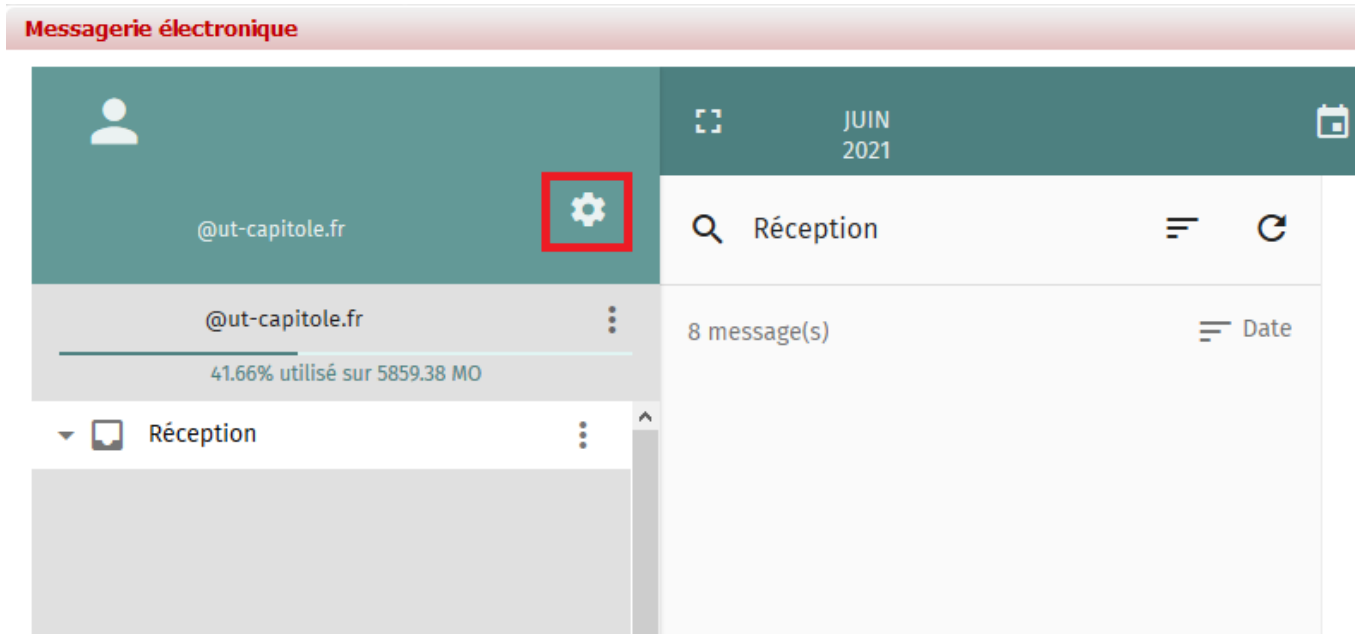 Messagerie électronique
JUIN
2021
@ut-capitole.fr
Réception
@ut-capitole.fr
8 message(s)
Date
41.66% utilisé sur 5859.38 MO
Réception